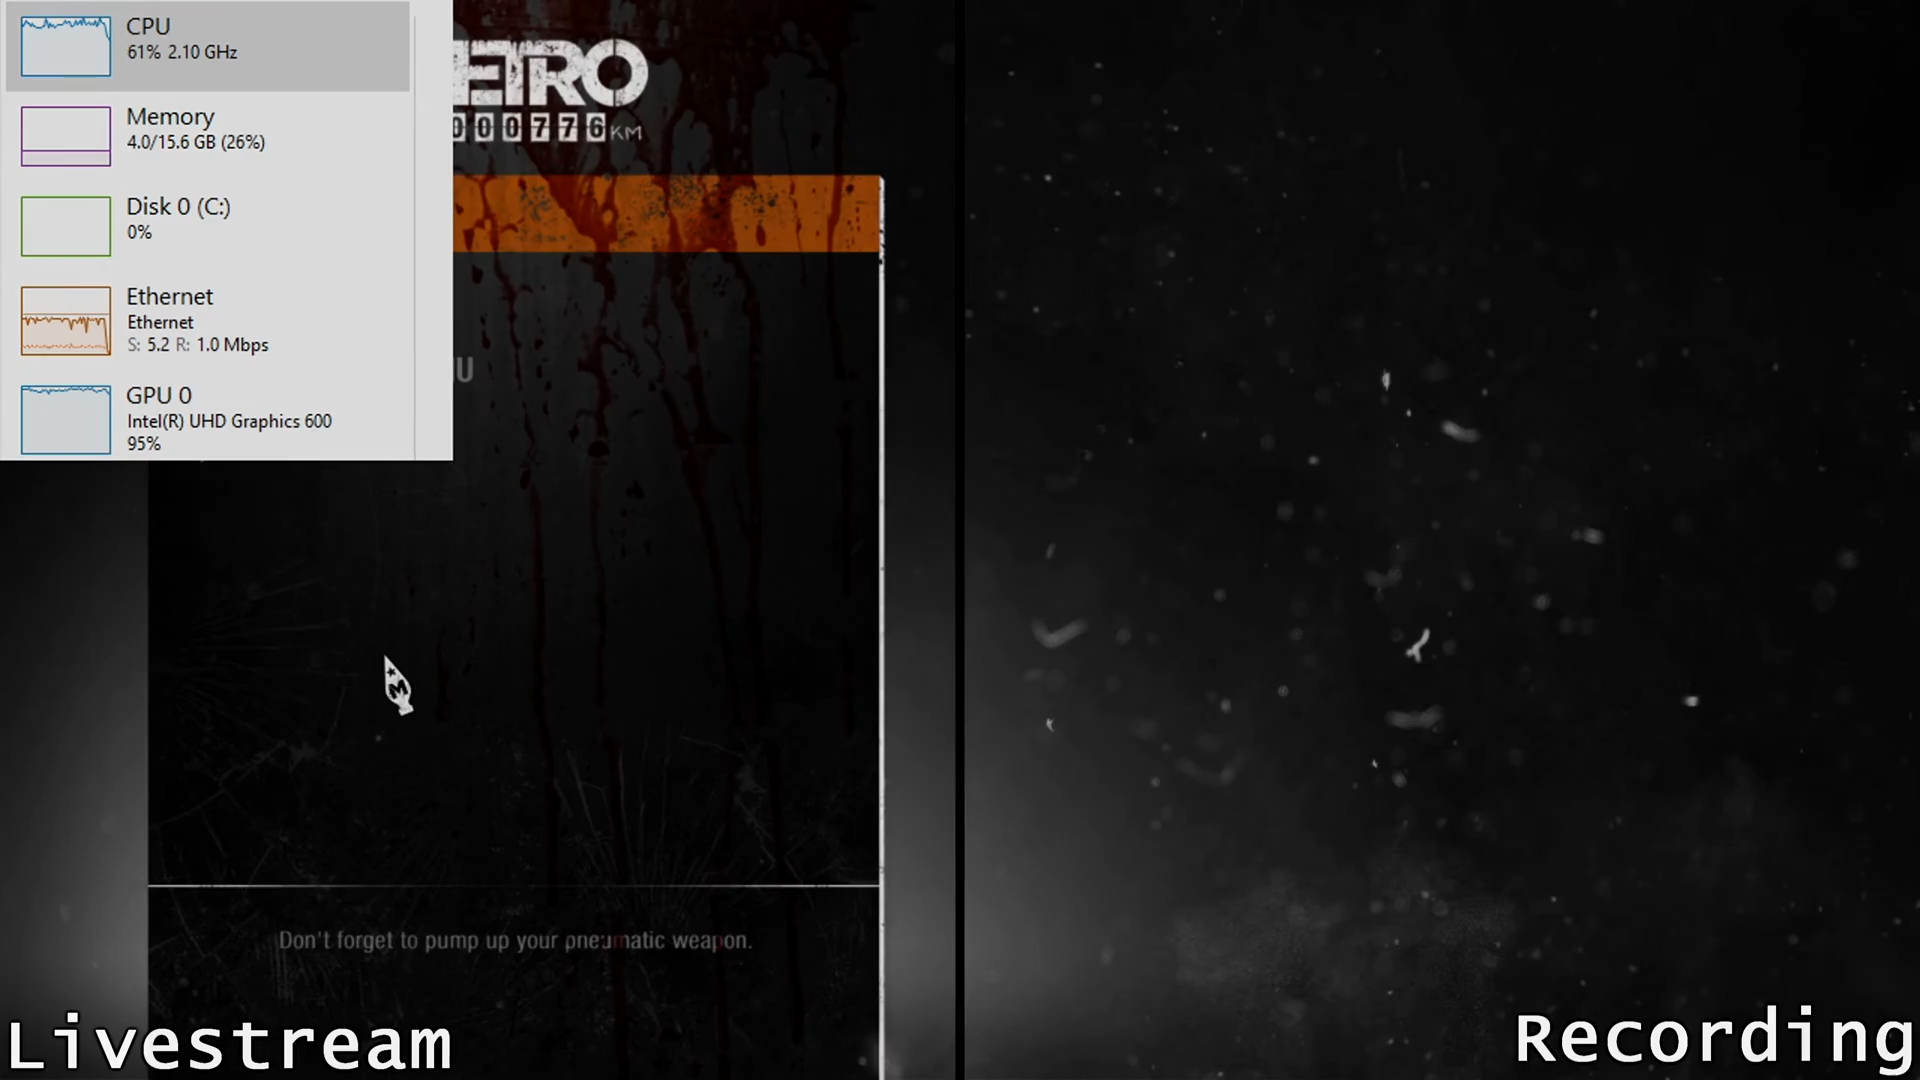 CPU
61% 2.10 GHz
Memory
4.0/15.6 GB (26%)
Disk 0 (C:)
0%
Ethernet
Ethernet
S: 5.2 R: 1.0 Mbps
GPU 0
Intel(R) UHD Graphics 600
95%
ETRO
000776 KM
U
Don't forget to pump up your pneumatic weapon.
Livestream
Recording